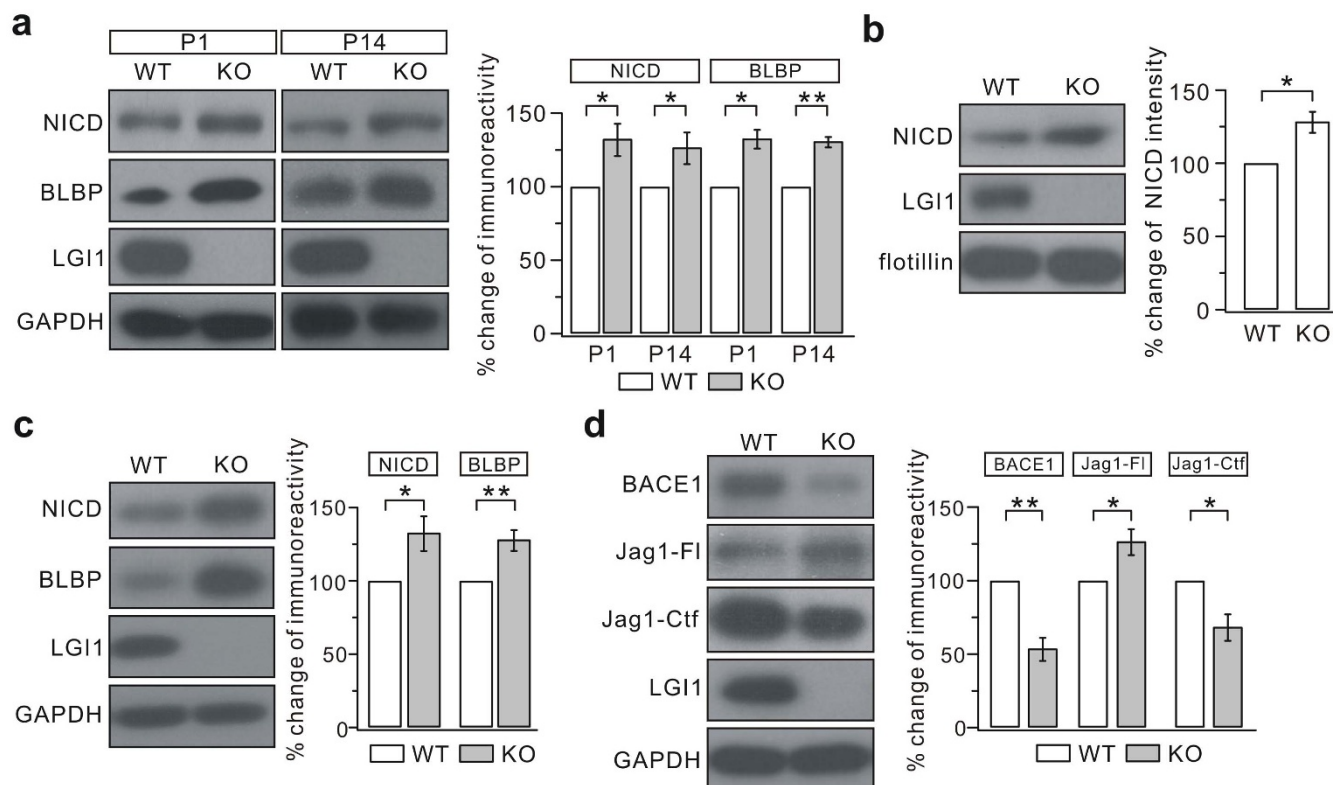 a
P1 P14
WT KO WT KO
NICD
BLBP
LGI1
GAPDH
% change of immunoreactivity
NICD BLBP
* * * **
150
100
50
0
P1 P14 P1 P14
WT KO
b
WT KO
NICD
LGI1
flotillin
% change of NICD intensity
*
150
100
50
0
WT KO
c
WT KO
NICD
BLBP
LGI1
GAPDH
% change of immunoreactivity
NICD BLBP
* **
150
100
50
0
WT KO
d
WT KO
BACE1
Jag1-Fl
Jag1-Ctf
LGI1
GAPDH
% change of immunoreactivity
BACE1 Jag1-Fl Jag1-Ctf
** * *
150
100
50
0
WT KO